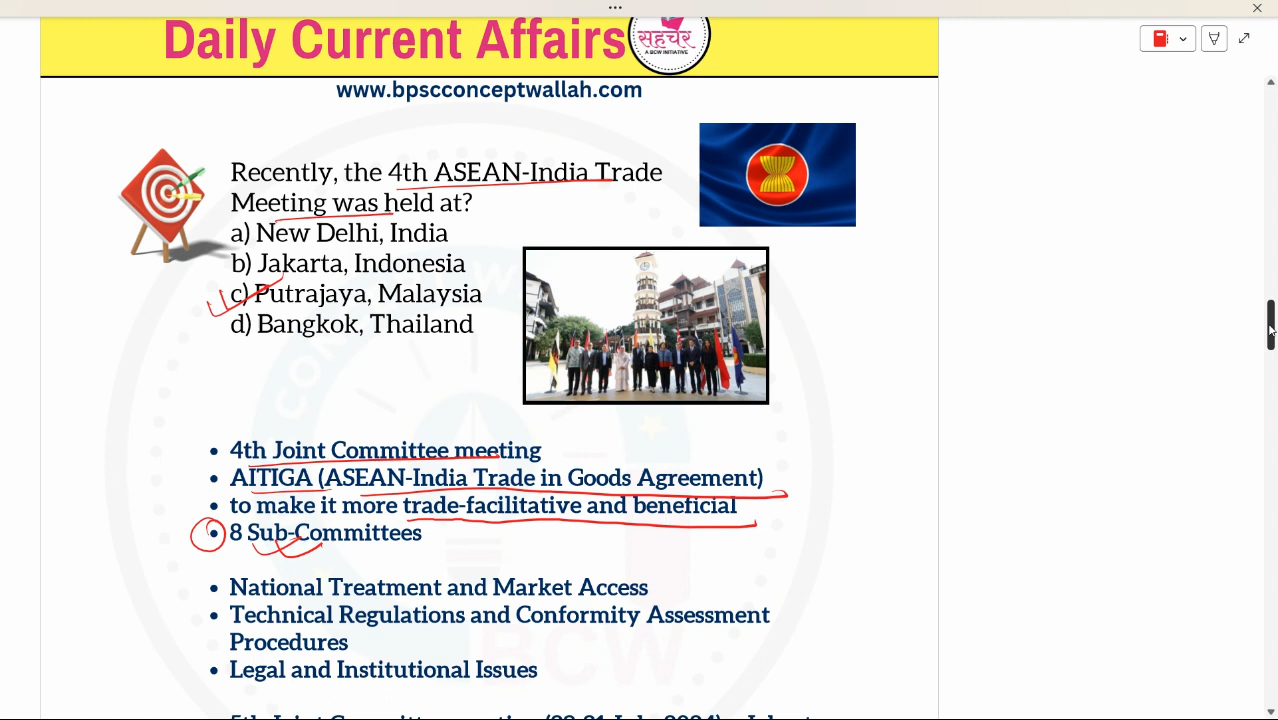 Daily Current Affairs
सहचर
A BCW INITIATIVE
www.bpscconceptwallah.com
Recently, the 4th ASEAN-India Trade
Meeting was held at?
a) New Delhi, India
b) Jakarta, Indonesia
c) Putrajaya, Malaysia
d) Bangkok, Thailand
• 4th Joint Committee meeting
• AITIGA (ASEAN-India Trade in Goods Agreement)
• to make it more trade-facilitative and beneficial
• 8 Sub-Committees
• National Treatment and Market Access
• Technical Regulations and Conformity Assessment
Procedures
• Legal and Institutional Issues
BCW